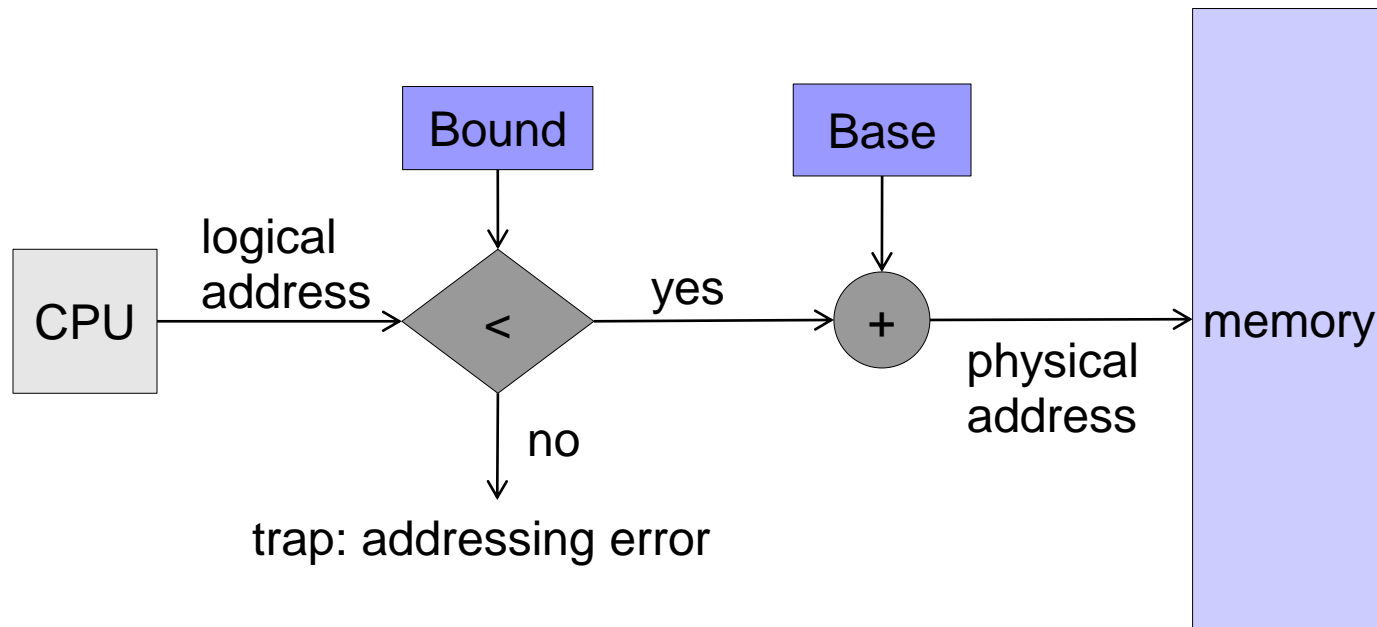 Bound
Base
logical
address
CPU
<
yes
+
memory
physical
address
no
trap: addressing error